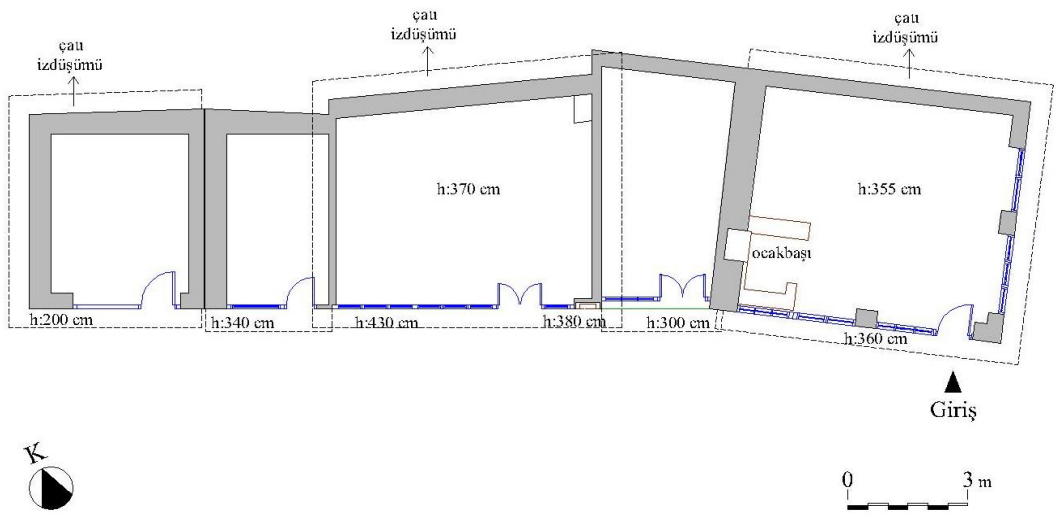 çatı
izdüşümü
çatı
izdüşümü
çatı
izdüşümü
h:370 cm
h:355 cm
ocakbaşı
h:200 cm
h:340 cm
h:430 cm
h:380 cm
h:300 cm
h:360 cm
Giriş
K
0 3 m